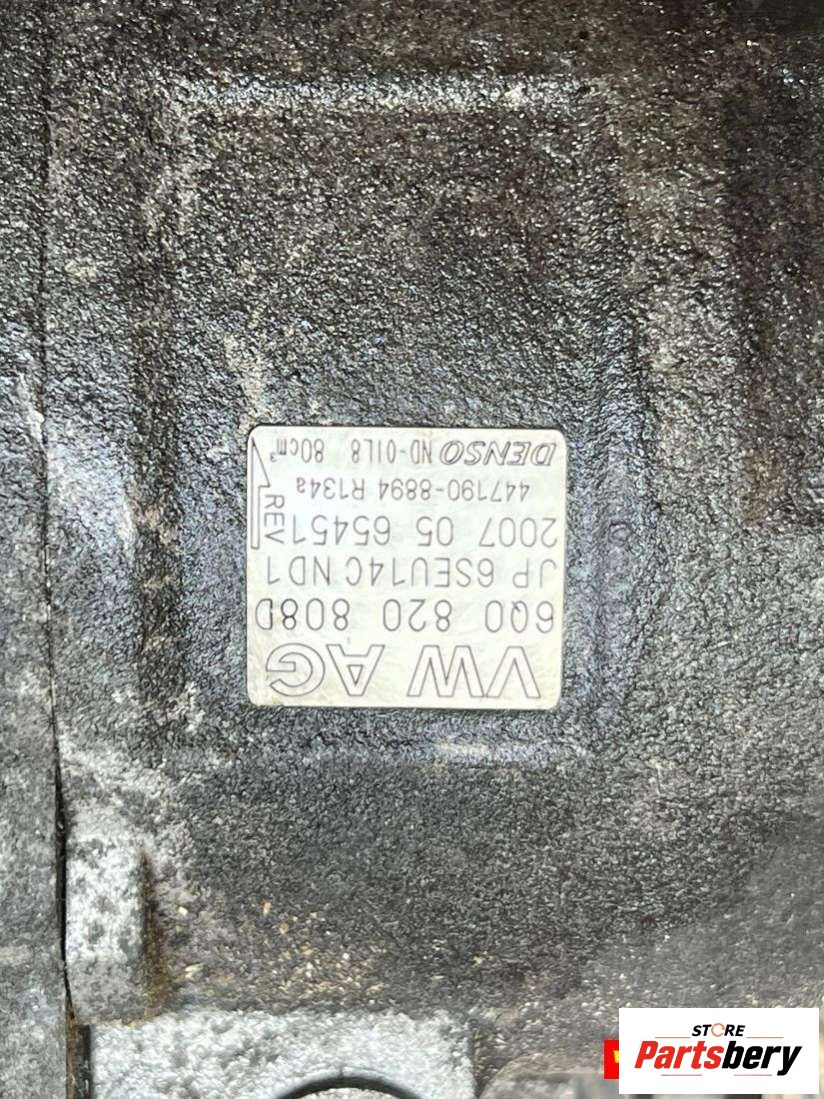 VW AG
6Q0 820 808D
JP 6SEU14C ND1
2007 05 65451
REV
447190-8894 R134a
DENSO ND-OIL8 80cm³
STORE
Partsbery